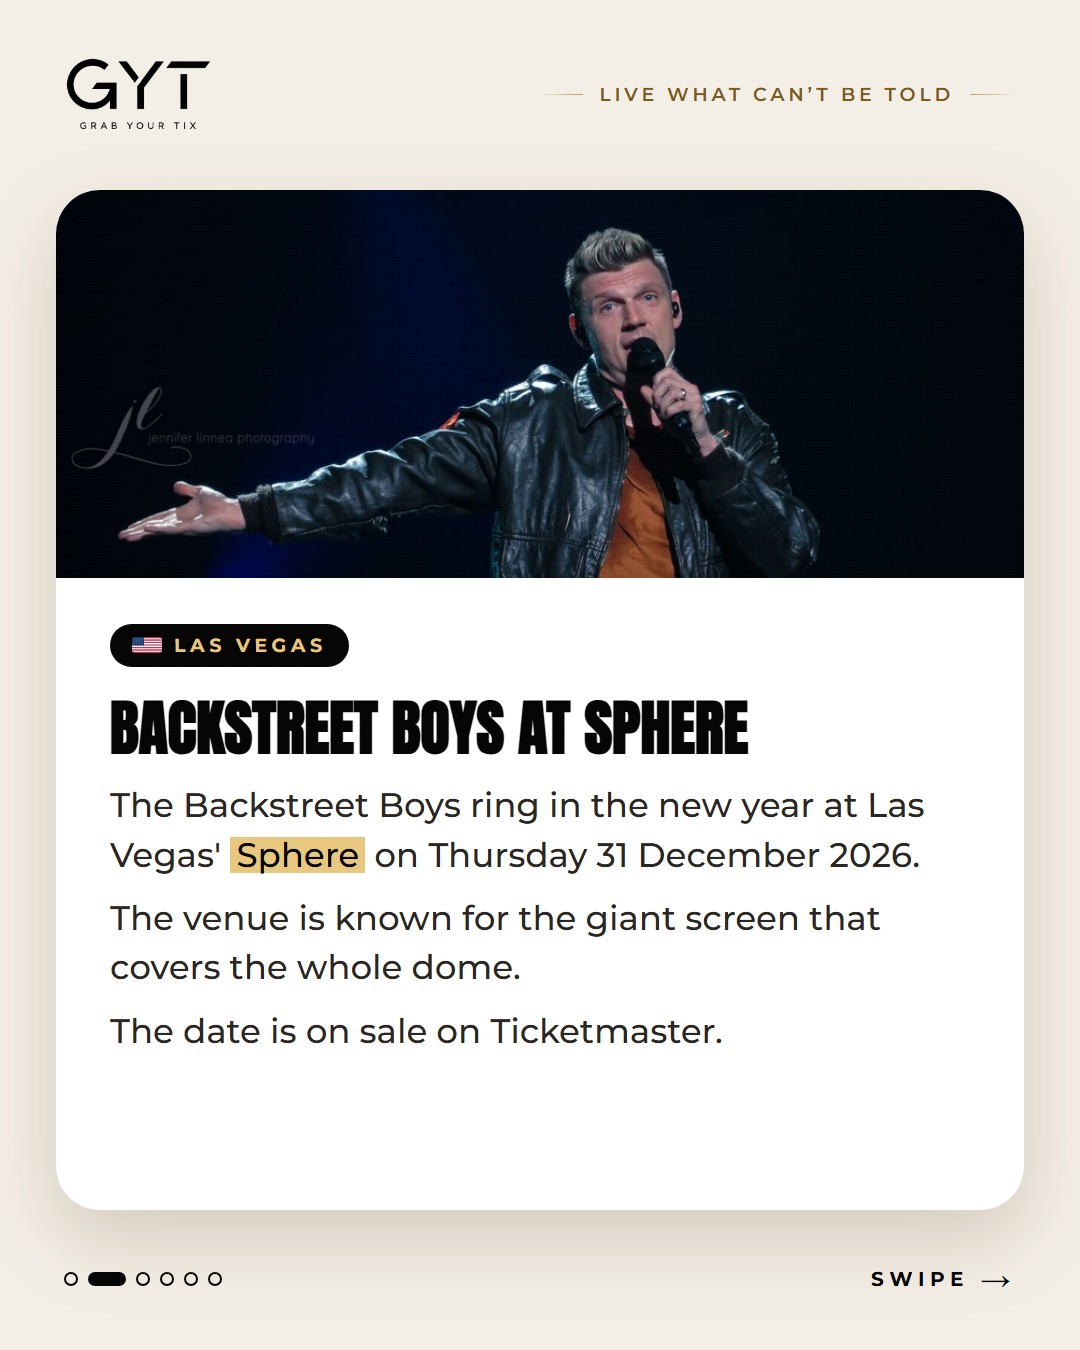 GYT
GRAB YOUR TIX
LIVE WHAT CAN’T BE TOLD
jl
jennifer linnea photography
LAS VEGAS
BACKSTREET BOYS AT SPHERE
The Backstreet Boys ring in the new year at Las
Vegas' Sphere on Thursday 31 December 2026.
The venue is known for the giant screen that
covers the whole dome.
The date is on sale on Ticketmaster.
SWIPE →